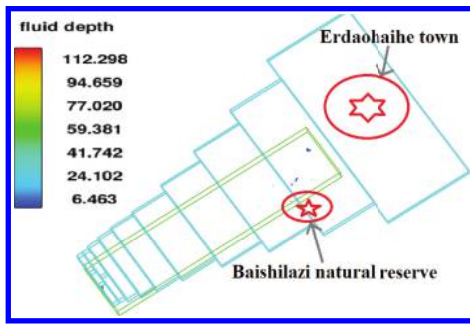 fluid depth
Erdaohaihe town
112.298
94.659
77.020
59.381
41.742
24.102
6.463
Baishilazi natural reserve